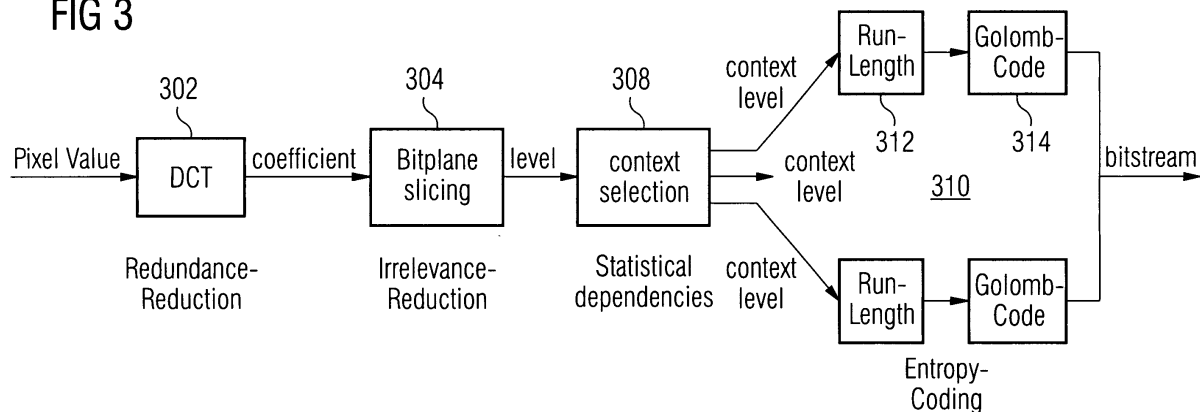 FIG 3
302
304
308
Pixel Value
DCT
coefficient
Bitplane
slicing
level
context
selection
context
level
context
level
context
level
Run-
Length
312
Golomb-
Code
314
310
bitstream
Run-
Length
Golomb-
Code
Redundance-
Reduction
Irrelevance-
Reduction
Statistical
dependencies
Entropy-
Coding